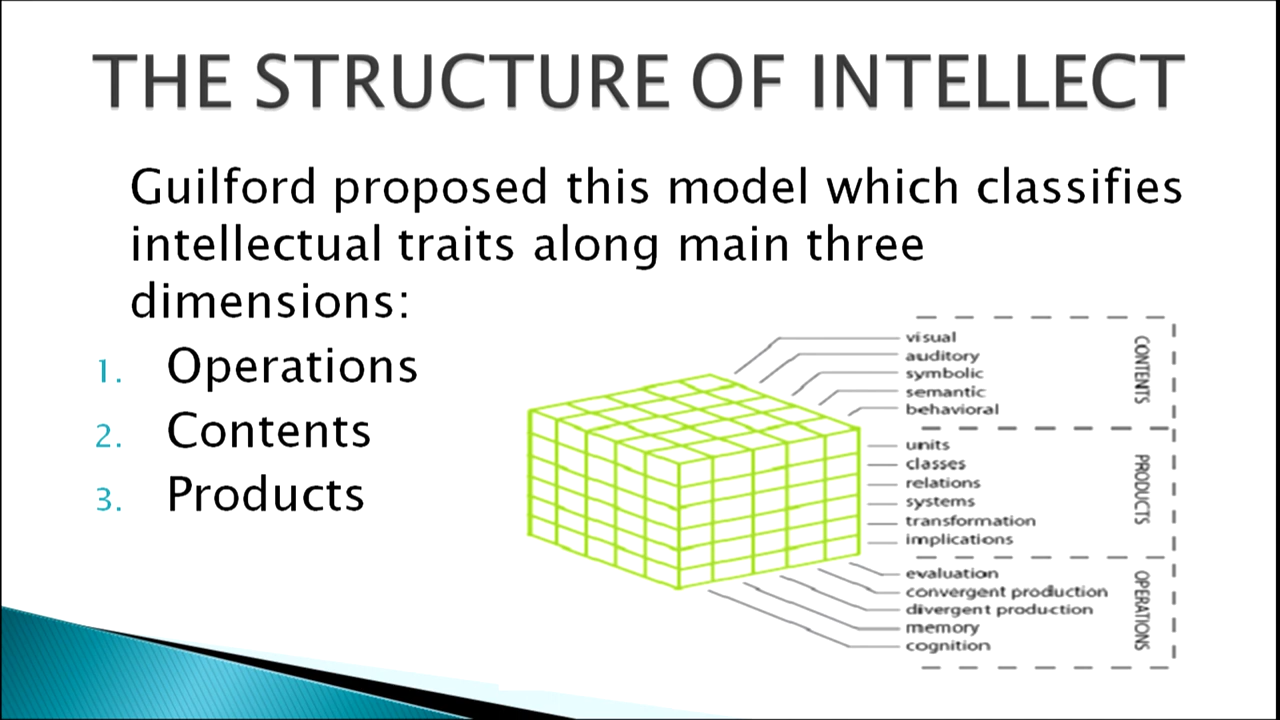 THE STRUCTURE OF INTELLECT
Guilford proposed this model which classifies
intellectual traits along main three
dimensions:
1. Operations
2. Contents
3. Products
visual
auditory
symbolic
semantic
behavioral
CONTENTS
units
classes
relations
systems
transformation
implications
PRODUCTS
evaluation
convergent production
divergent production
memory
cognition
OPERATIONS